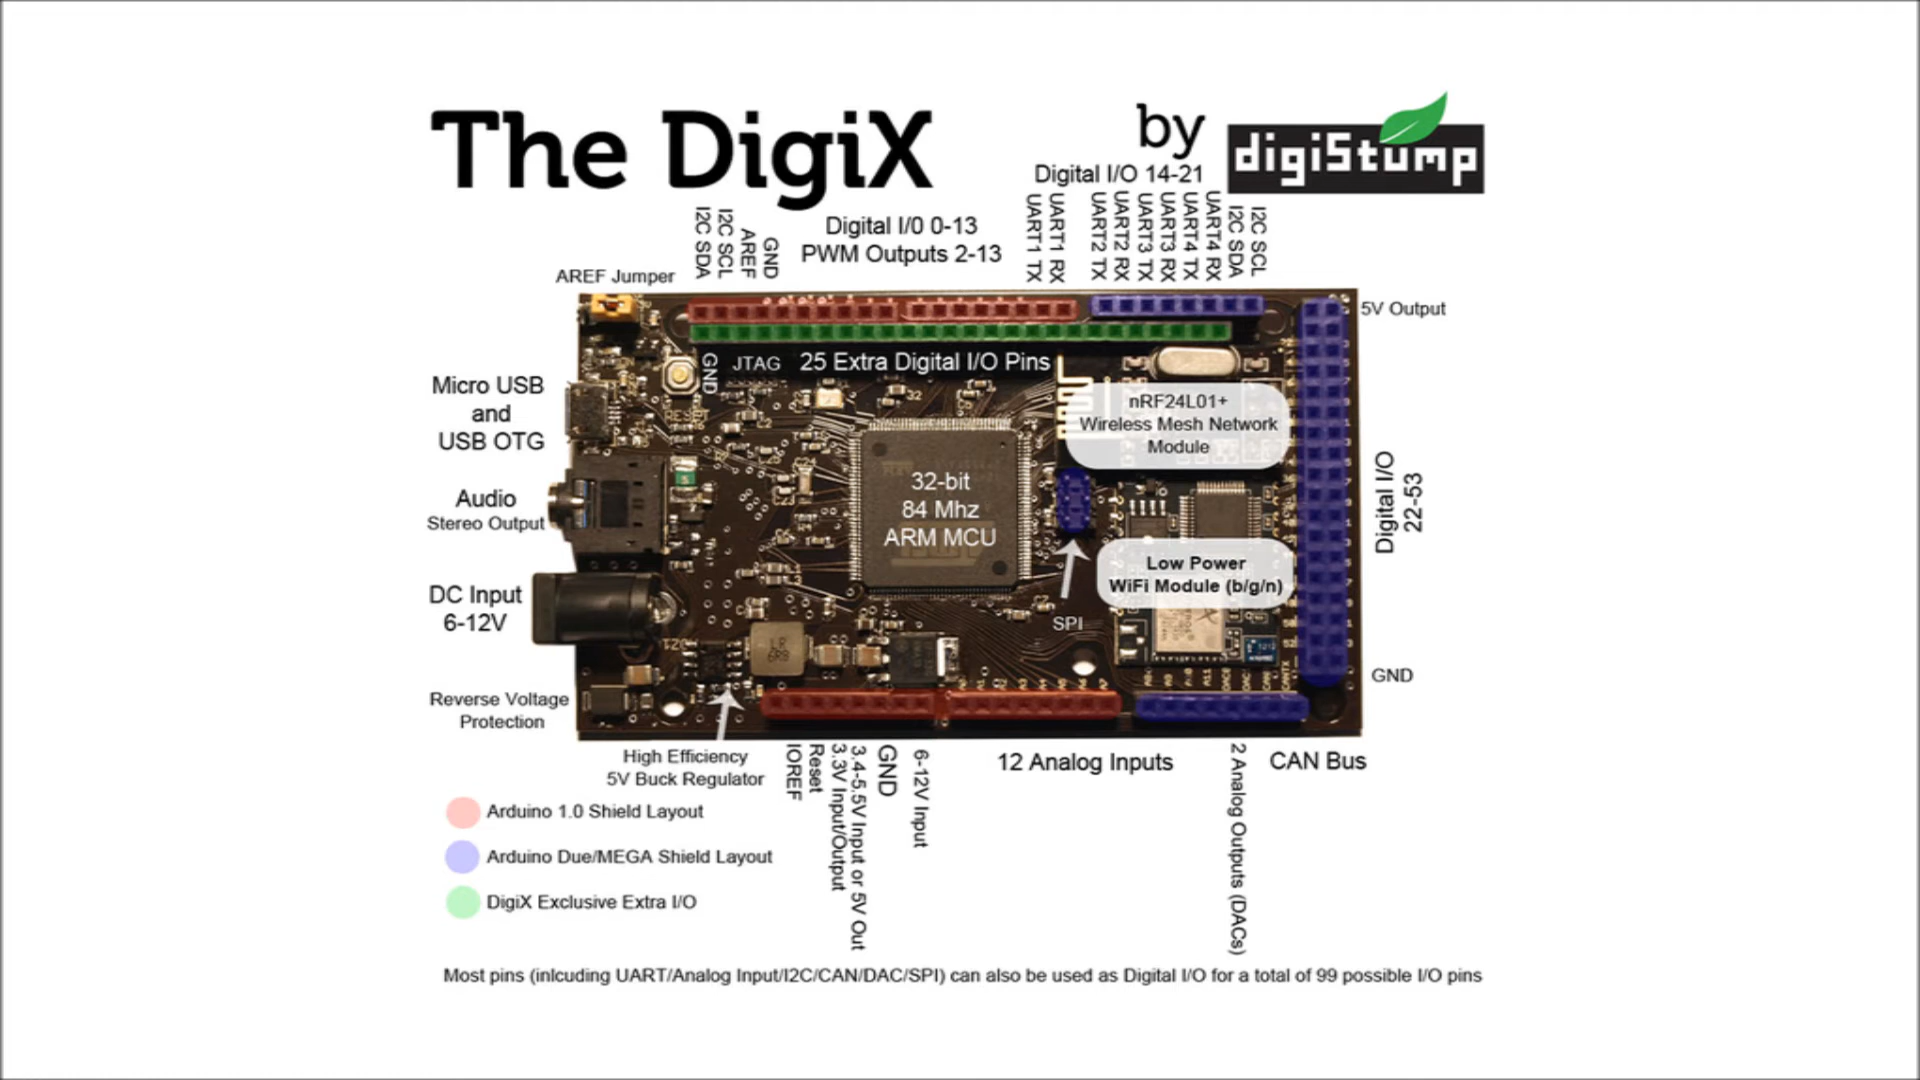 The DigiX
by
digiStump
Digital I/O 14-21
I2C SDA
I2C SCL
AREF
GND
Digital I/0 0-13
PWM Outputs 2-13
UART1 TX
UART1 RX
UART2 TX
UART2 RX
UART3 TX
UART3 RX
UART4 TX
UART4 RX
I2C SDA
I2C SCL
AREF Jumper
5V Output
GND
JTAG
25 Extra Digital I/O Pins
Micro USB
and
USB OTG
RESET
nRF24L01+
Wireless Mesh Network
Module
32-bit
84 Mhz
ARM MCU
Audio
Stereo Output
Digital I/O
22-53
Low Power
WiFi Module (b/g/n)
DC Input
6-12V
SPI
GND
Reverse Voltage
Protection
High Efficiency
5V Buck Regulator
IOREF
Reset
3.3V Input/Output
3.4-5.5V Input or 5V Out
GND
6-12V Input
12 Analog Inputs
2 Analog Outputs (DACs)
CAN Bus
Arduino 1.0 Shield Layout
Arduino Due/MEGA Shield Layout
DigiX Exclusive Extra I/O
Most pins (inlcuding UART/Analog Input/I2C/CAN/DAC/SPI) can also be used as Digital I/O for a total of 99 possible I/O pins